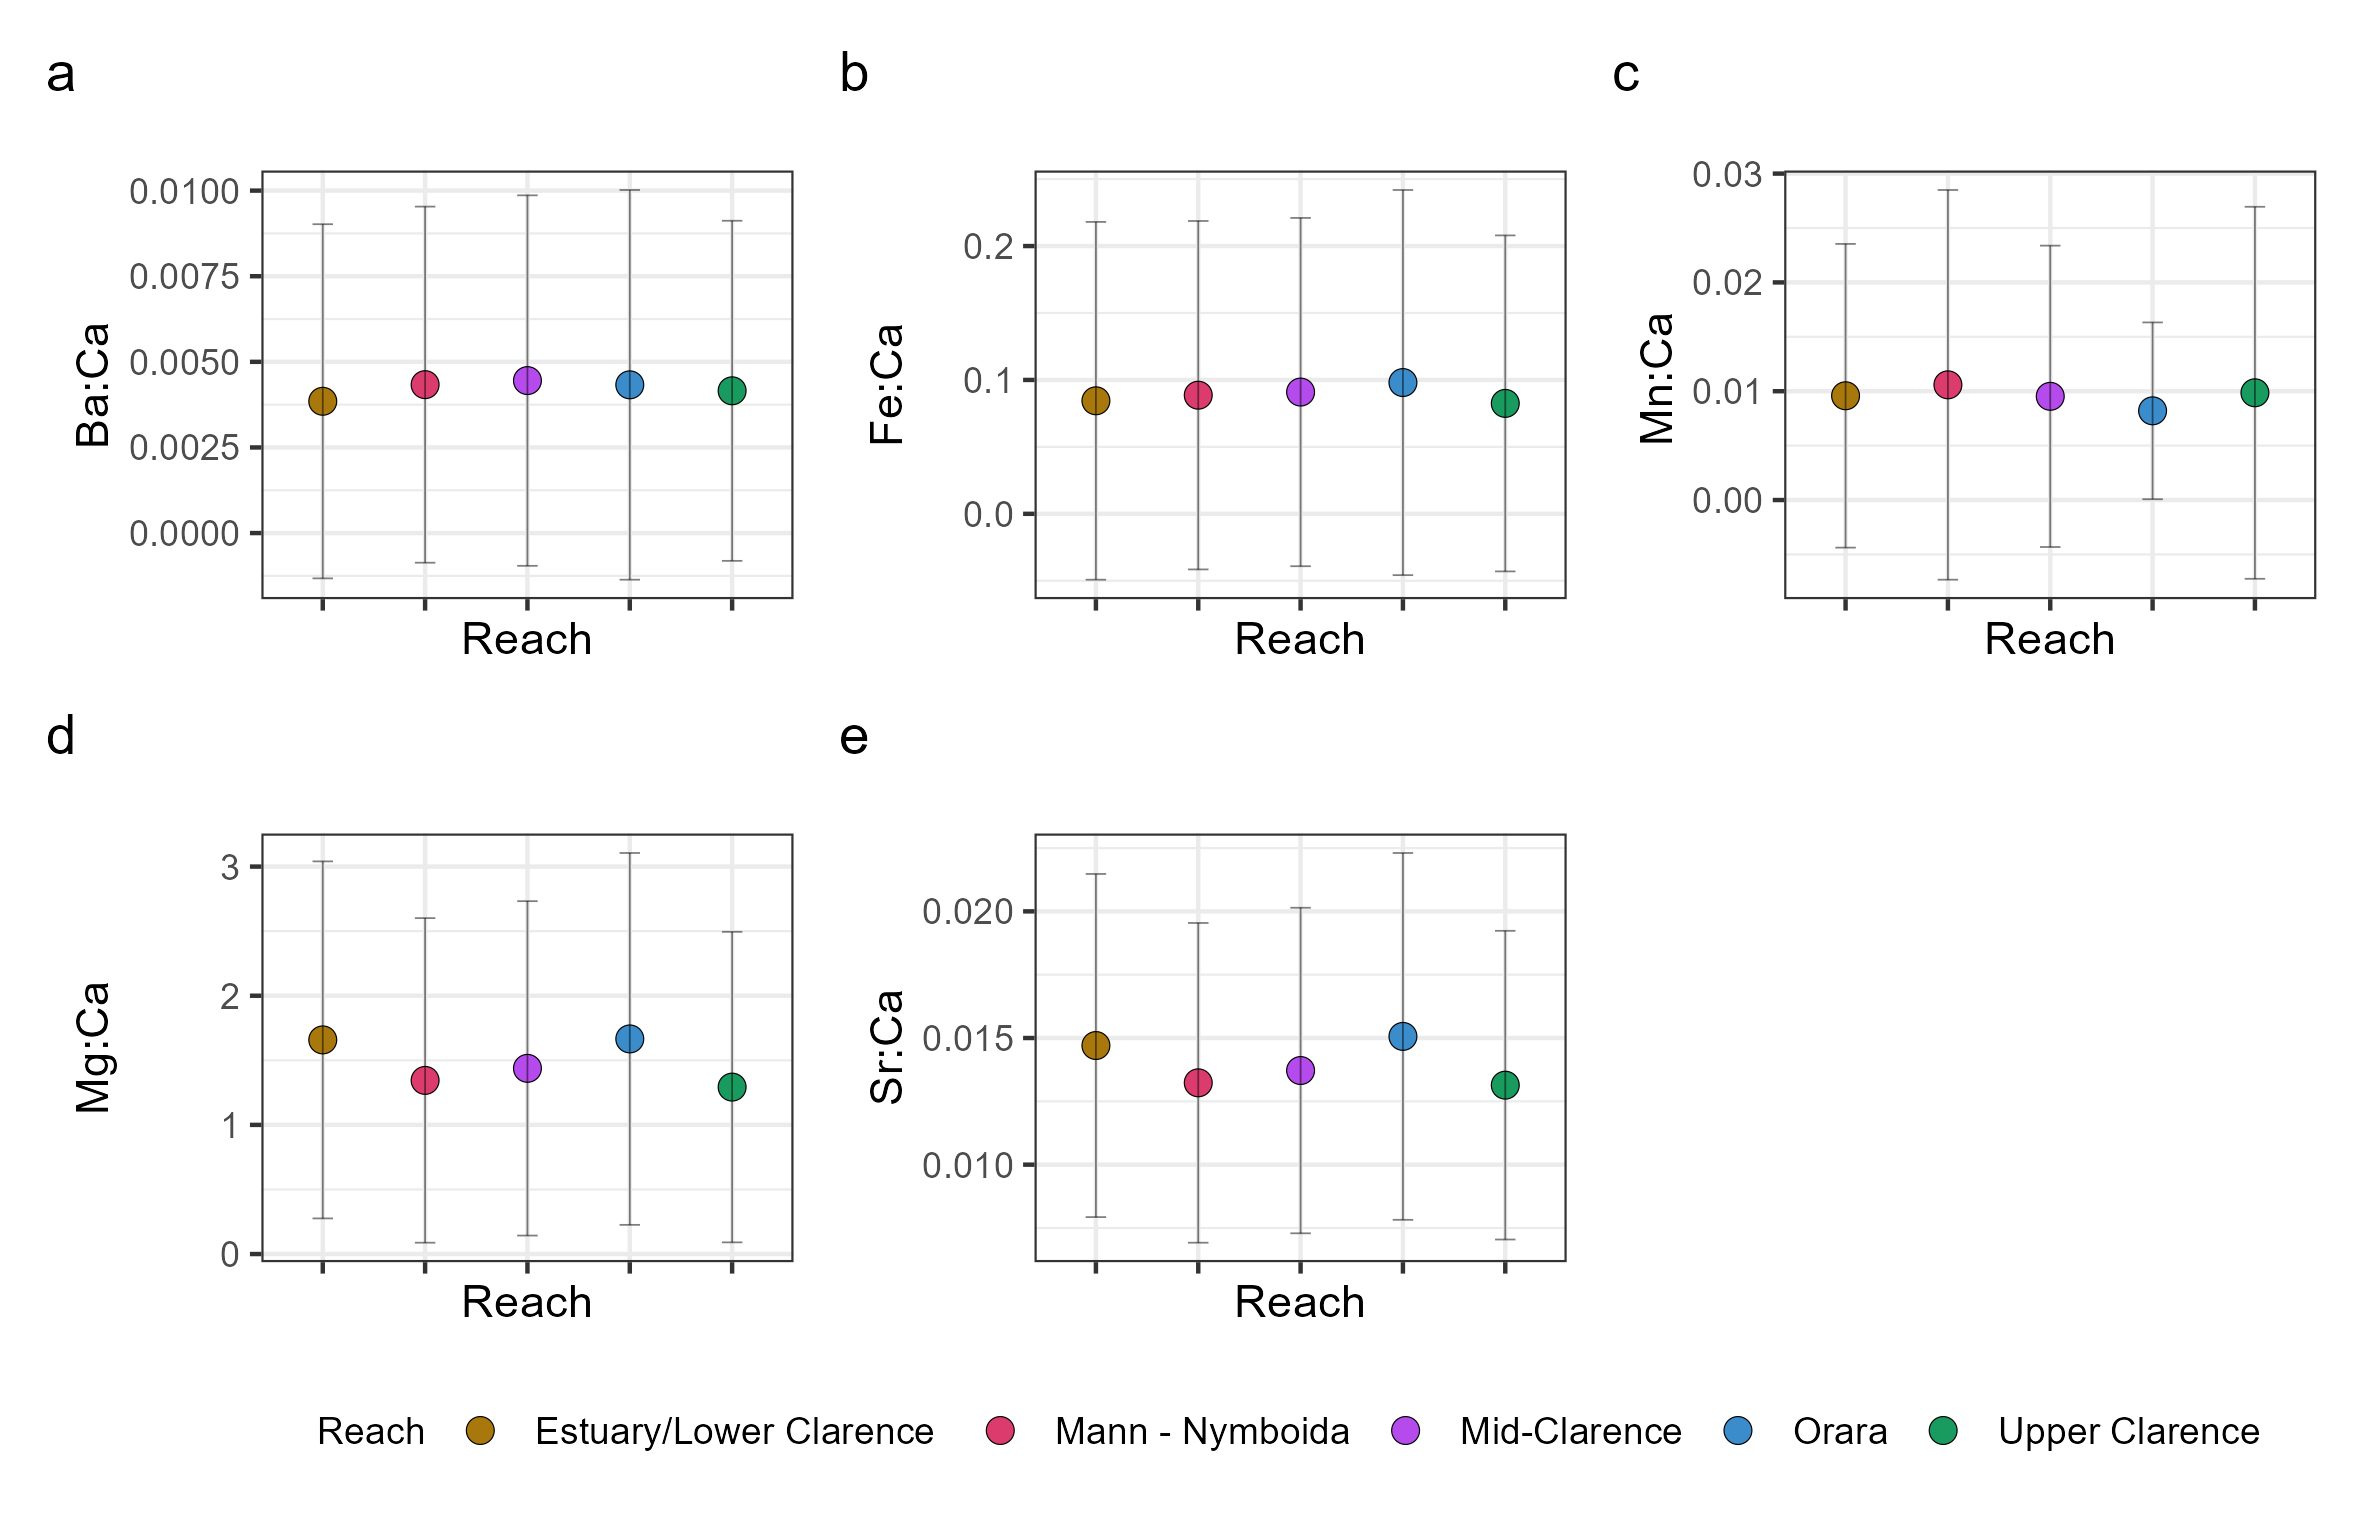 a
b
c
Ba:Ca
0.0100
0.0075
0.0050
0.0025
0.0000
Reach
Fe:Ca
0.2
0.1
0.0
Reach
Mn:Ca
0.03
0.02
0.01
0.00
Reach
d
e
Mg:Ca
3
2
1
0
Reach
Sr:Ca
0.020
0.015
0.010
Reach
Reach Estuary/Lower Clarence Mann - Nymboida Mid-Clarence Orara Upper Clarence